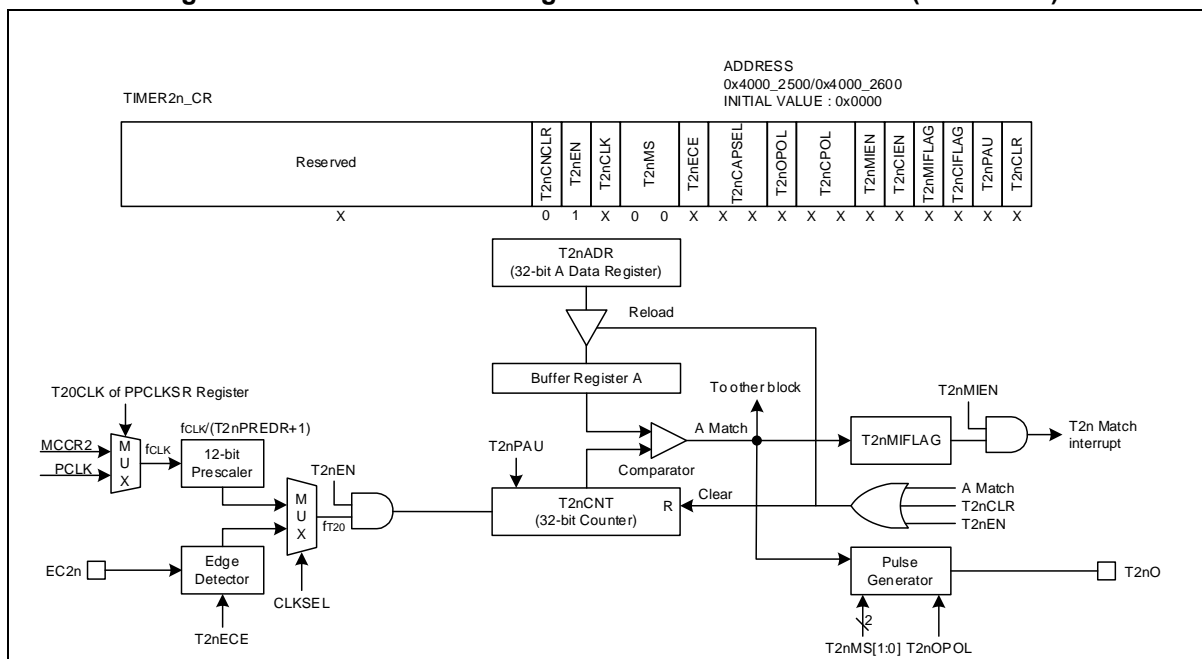 ADDRESS
0x4000_2500/0x4000_2600
INITIAL VALUE : 0x0000
TIMER2n_CR
Reserved
T2nCNCLR
T2nEN
T2nCLK
T2nMS
T2nECE
T2nCAPSEL
T2nOPOL
T2nCPOL
T2nMIEN
T2nCIEN
T2nMIFLAG
T2nCIFLAG
T2nPAU
T2nCLR
X 0 1 X 0 0 X X X X X X X X X X X X
T2nADR
(32-bit A Data Register)
Reload
Buffer Register A
To other block
T20CLK of PPCLKSR Register
fCLK/(T2nPREDR+1)
MCCR2
PCLK
MUX
fCLK
12-bit
Prescaler
T2nEN
MUX
fT20
T2nPAU
Comparator
A Match
T2nMIFLAG
T2nMIEN
T2n Match
interrupt
T2nCNT
(32-bit Counter)
R
Clear
A Match
T2nCLR
T2nEN
EC2n
Edge
Detector
CLKSEL
T2nECE
Pulse
Generator
T2nO
2
T2nMS[1:0] T2nOPOL